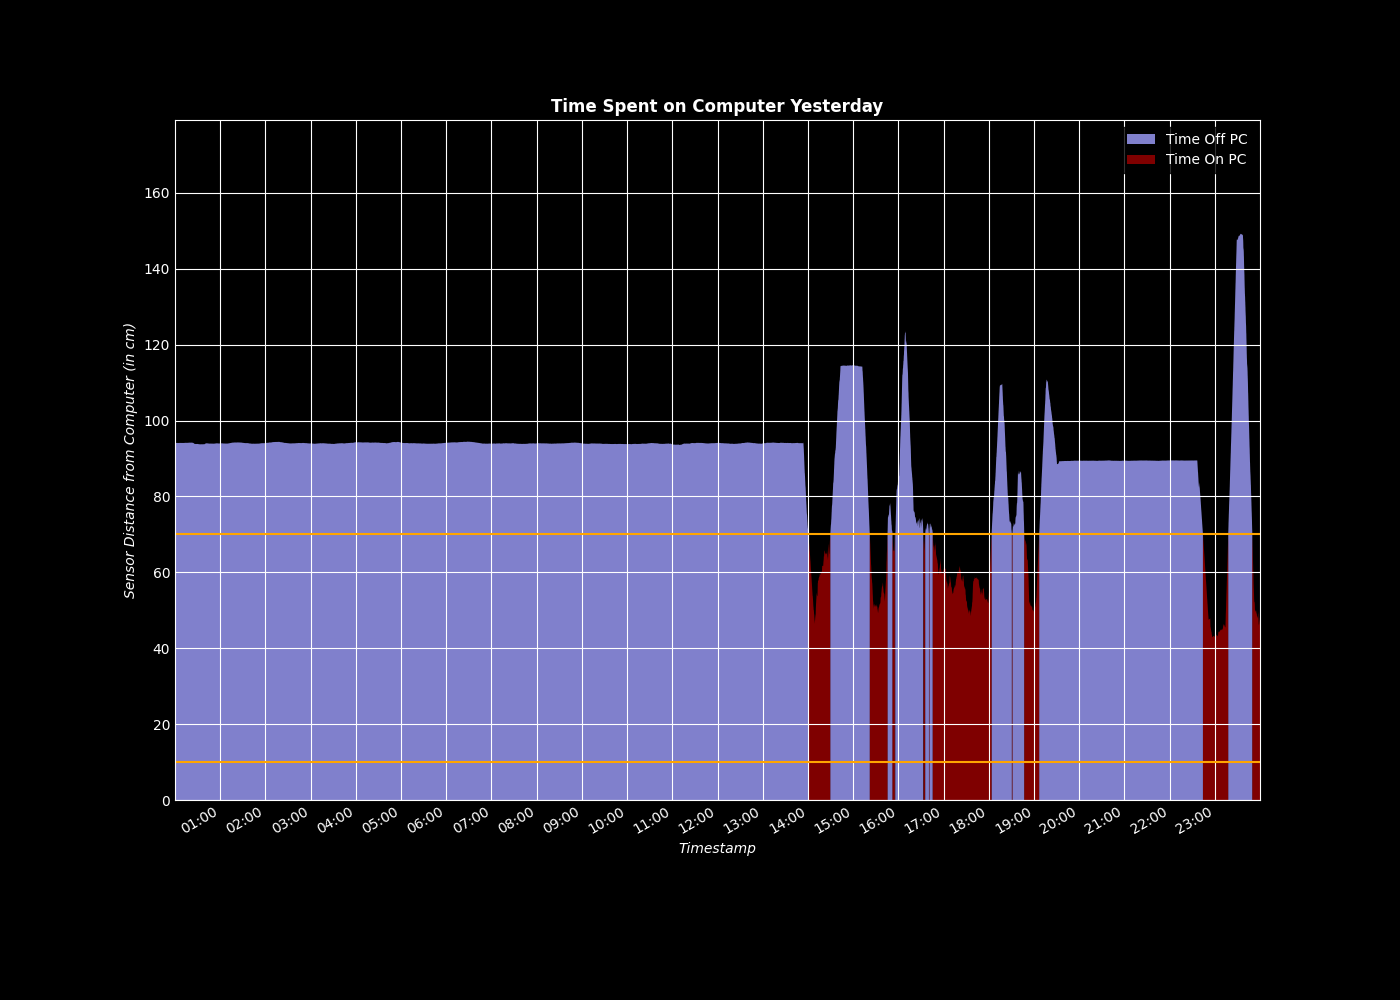 Time Spent on Computer Yesterday
Time Off PC
Time On PC
Sensor Distance from Computer (in cm)
160
140
120
100
80
60
40
20
0
01:00 02:00 03:00 04:00 05:00 06:00 07:00 08:00 09:00 10:00 11:00 12:00 13:00 14:00 15:00 16:00 17:00 18:00 19:00 20:00 21:00 22:00 23:00
Timestamp